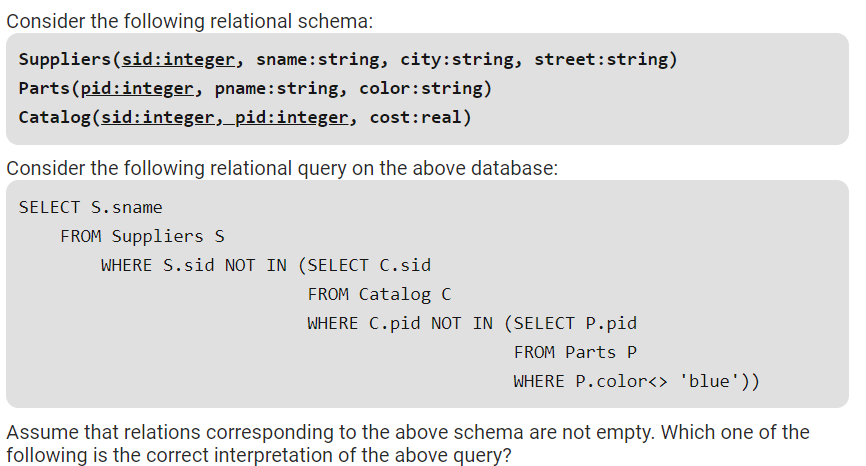 Consider the following relational schema:
Suppliers(sid:integer, sname:string, city:string, street:string)
Parts(pid:integer, pname:string, color:string)
Catalog(sid:integer, pid:integer, cost:real)
Consider the following relational query on the above database:
SELECT S.sname
FROM Suppliers S
WHERE S.sid NOT IN (SELECT C.sid
FROM Catalog C
WHERE C.pid NOT IN (SELECT P.pid
FROM Parts P
WHERE P.color<> 'blue'))
Assume that relations corresponding to the above schema are not empty. Which one of the
following is the correct interpretation of the above query?